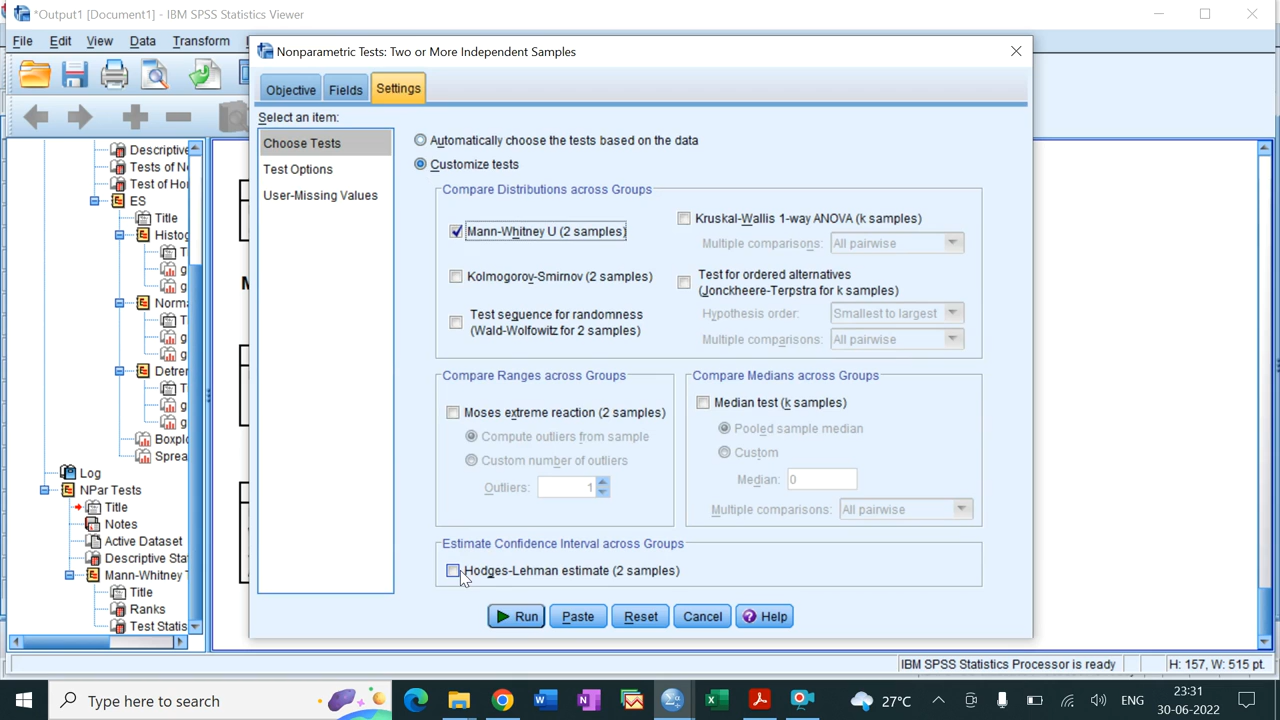 *Output1 [Document1] - IBM SPSS Statistics Viewer
File Edit View Data Transform
Nonparametric Tests: Two or More Independent Samples
Objective Fields Settings
Select an item:
Choose Tests
Test Options
User-Missing Values
Automatically choose the tests based on the data
Customize tests
Compare Distributions across Groups
Mann-Whitney U (2 samples)
Kolmogorov-Smirnov (2 samples)
Test sequence for randomness
(Wald-Wolfowitz for 2 samples)
Kruskal-Wallis 1-way ANOVA (k samples)
Multiple comparisons: All pairwise
Test for ordered alternatives
(Jonckheere-Terpstra for k samples)
Hypothesis order: Smallest to largest
Multiple comparisons: All pairwise
Compare Ranges across Groups
Moses extreme reaction (2 samples)
Compute outliers from sample
Custom number of outliers
Outliers: 1
Compare Medians across Groups
Median test (k samples)
Pooled sample median
Custom
Median: 0
Multiple comparisons: All pairwise
Estimate Confidence Interval across Groups
Hodges-Lehman estimate (2 samples)
Run Paste Reset Cancel Help
Descriptive
Tests of N
Test of Hor
ES
Title
Histog
T
g
g
Norma
T
g
g
Detrer
T
g
g
Boxplo
Sprea
Log
NPar Tests
Title
Notes
Active Dataset
Descriptive Sta
Mann-Whitney T
Title
Ranks
Test Statis
IBM SPSS Statistics Processor is ready
H: 157, W: 515 pt.
Type here to search
27°C
ENG
23:31
30-06-2022